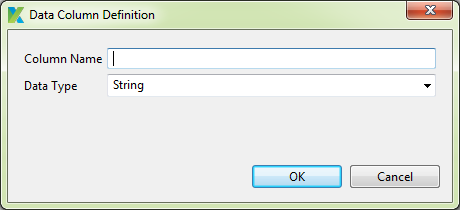 Data Column Definition
Column Name
Data Type String
OK Cancel